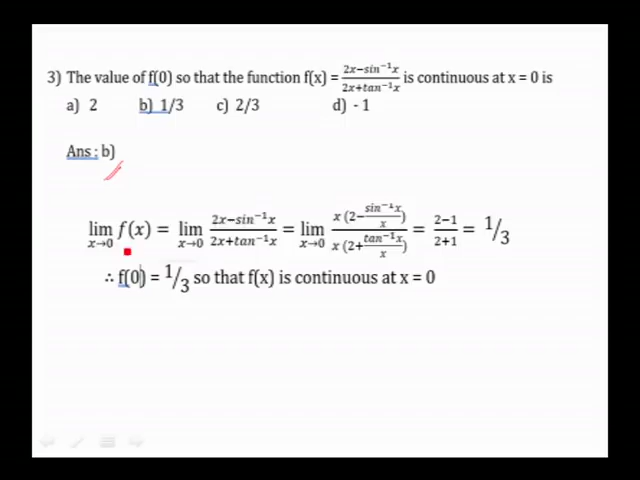 3) The value of f(0) so that the function f(x) = (2x−sin⁻¹x)/(2x+tan⁻¹x) is continuous at x = 0 is
a) 2 b) 1/3 c) 2/3 d) - 1
Ans : b)
lim x→0 f(x) = lim x→0 (2x−sin⁻¹x)/(2x+tan⁻¹x) = lim x→0 x (2−sin⁻¹x/x)/x (2+tan⁻¹x/x) = (2−1)/(2+1) = 1/3
∴ f(0) = 1/3 so that f(x) is continuous at x = 0